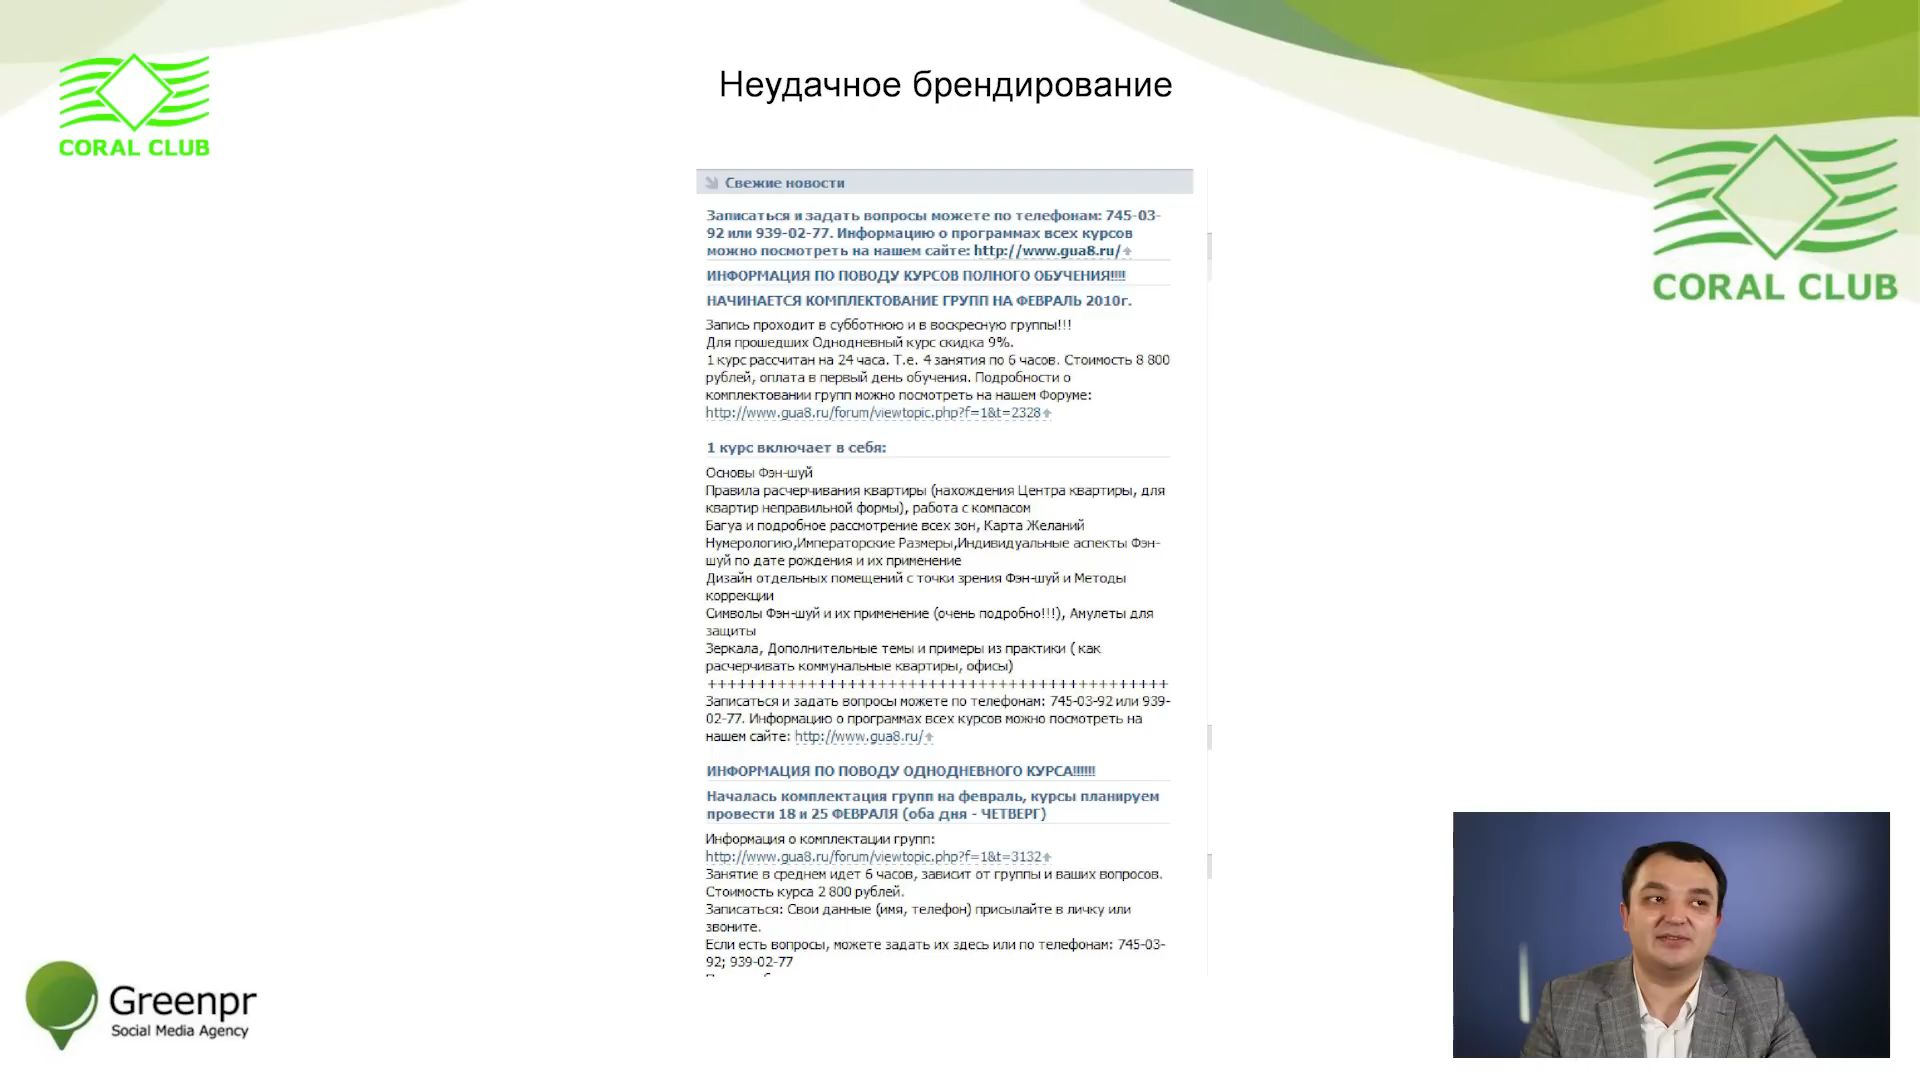 CORAL CLUB
Неудачное брендирование
CORAL CLUB
Свежие новости
Записаться и задать вопросы можете по телефонам: 745-03-
92 или 939-02-77. Информацию о программах всех курсов
можно посмотреть на нашем сайте: http://www.gua8.ru/
ИНФОРМАЦИЯ ПО ПОВОДУ КУРСОВ ПОЛНОГО ОБУЧЕНИЯ!!!!
НАЧИНАЕТСЯ КОМПЛЕКТОВАНИЕ ГРУПП НА ФЕВРАЛЬ 2010г.
Запись проходит в субботнюю и в воскресную группы!!!
Для прошедших Однодневный курс скидка 9%.
1 курс рассчитан на 24 часа. Т.е. 4 занятия по 6 часов. Стоимость 8 800
рублей, оплата в первый день обучения. Подробности о
комплектовании групп можно посмотреть на нашем Форуме:
http://www.gua8.ru/forum/viewtopic.php?f=1&t=2328
1 курс включает в себя:
Основы Фэн-шуй
Правила расчерчивания квартиры (нахождения Центра квартиры, для
квартир неправильной формы), работа с компасом
Багуа и подробное рассмотрение всех зон, Карта Желаний
Нумерологию,Императорские Размеры,Индивидуальные аспекты Фэн-
шуй по дате рождения и их применение
Дизайн отдельных помещений с точки зрения Фэн-шуй и Методы
коррекции
Символы Фэн-шуй и их применение (очень подробно!!!), Амулеты для
защиты
Зеркала, Дополнительные темы и примеры из практики ( как
расчерчивать коммунальные квартиры, офисы)
++++++++++++++++++++++++++++++++++++++++++++++
Записаться и задать вопросы можете по телефонам: 745-03-92 или 939-
02-77. Информацию о программах всех курсов можно посмотреть на
нашем сайте: http://www.gua8.ru/
ИНФОРМАЦИЯ ПО ПОВОДУ ОДНОДНЕВНОГО КУРСА!!!!!!
Началась комплектация групп на февраль, курсы планируем
провести 18 и 25 ФЕВРАЛЯ (оба дня - ЧЕТВЕРГ)
Информация о комплектации групп:
http://www.gua8.ru/forum/viewtopic.php?f=1&t=3132
Занятие в среднем идет 6 часов, зависит от группы и ваших вопросов.
Стоимость курса 2 800 рублей.
Записаться: Свои данные (имя, телефон) присылайте в личку или
звоните.
Если есть вопросы, можете задать их здесь или по телефонам: 745-03-
92; 939-02-77
Greenpr
Social Media Agency